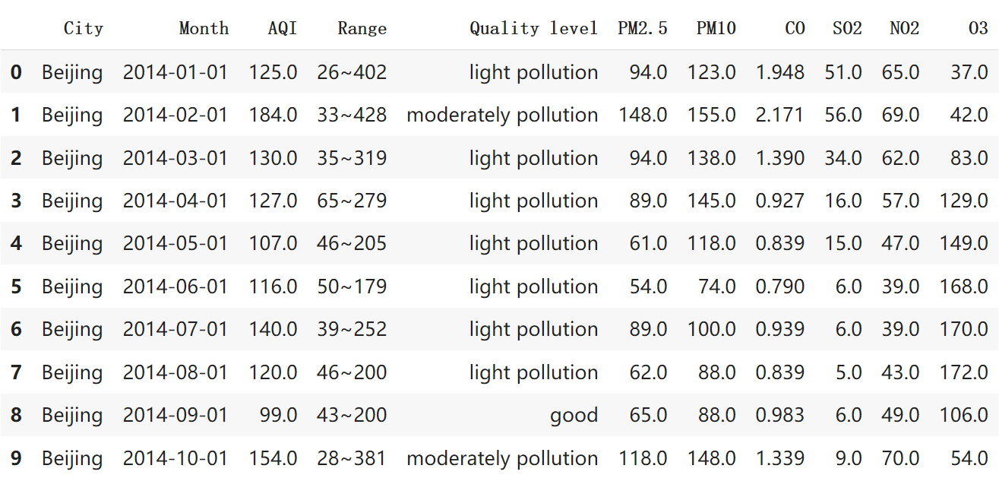 City Month AQI Range Quality level PM2.5 PM10 CO SO2 NO2 O3
0 Beijing 2014-01-01 125.0 26~402 light pollution 94.0 123.0 1.948 51.0 65.0 37.0
1 Beijing 2014-02-01 184.0 33~428 moderately pollution 148.0 155.0 2.171 56.0 69.0 42.0
2 Beijing 2014-03-01 130.0 35~319 light pollution 94.0 138.0 1.390 34.0 62.0 83.0
3 Beijing 2014-04-01 127.0 65~279 light pollution 89.0 145.0 0.927 16.0 57.0 129.0
4 Beijing 2014-05-01 107.0 46~205 light pollution 61.0 118.0 0.839 15.0 47.0 149.0
5 Beijing 2014-06-01 116.0 50~179 light pollution 54.0 74.0 0.790 6.0 39.0 168.0
6 Beijing 2014-07-01 140.0 39~252 light pollution 89.0 100.0 0.939 6.0 39.0 170.0
7 Beijing 2014-08-01 120.0 46~200 light pollution 62.0 88.0 0.839 5.0 43.0 172.0
8 Beijing 2014-09-01 99.0 43~200 good 65.0 88.0 0.983 6.0 49.0 106.0
9 Beijing 2014-10-01 154.0 28~381 moderately pollution 118.0 148.0 1.339 9.0 70.0 54.0